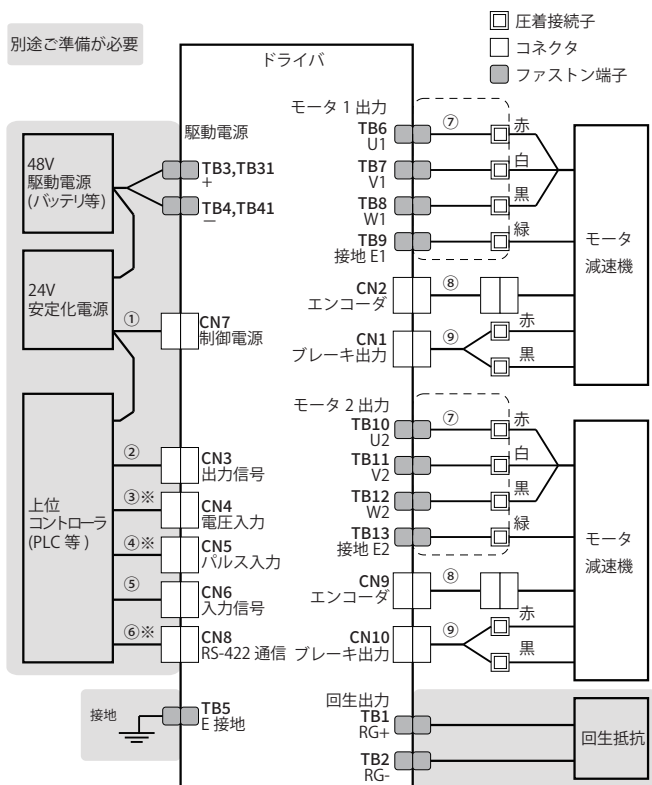 別途ご準備が必要
圧着接続子
コネクタ
ファストン端子
ドライバ
駆動電源
48V
駆動電源
(バッテリ等)
TB3,TB31
+
TB4,TB41
－
24V
安定化電源
①
CN7
制御電源
上位
コントローラ
(PLC 等 )
②
CN3
出力信号
③※
CN4
電圧入力
④※
CN5
パルス入力
⑤
CN6
入力信号
⑥※
CN8
RS-422 通信
接地
TB5
E 接地
モータ 1 出力
TB6
U1
⑦
赤
TB7
V1
白
TB8
W1
黒
TB9
接地 E1
緑
CN2
エンコーダ
⑧
CN1
ブレーキ出力
⑨
赤
黒
モータ
減速機
モータ 2 出力
TB10
U2
⑦
赤
TB11
V2
白
TB12
W2
黒
TB13
接地 E2
緑
CN9
エンコーダ
⑧
CN10
ブレーキ出力
⑨
赤
黒
モータ
減速機
回生出力
TB1
RG+
TB2
RG-
回生抵抗